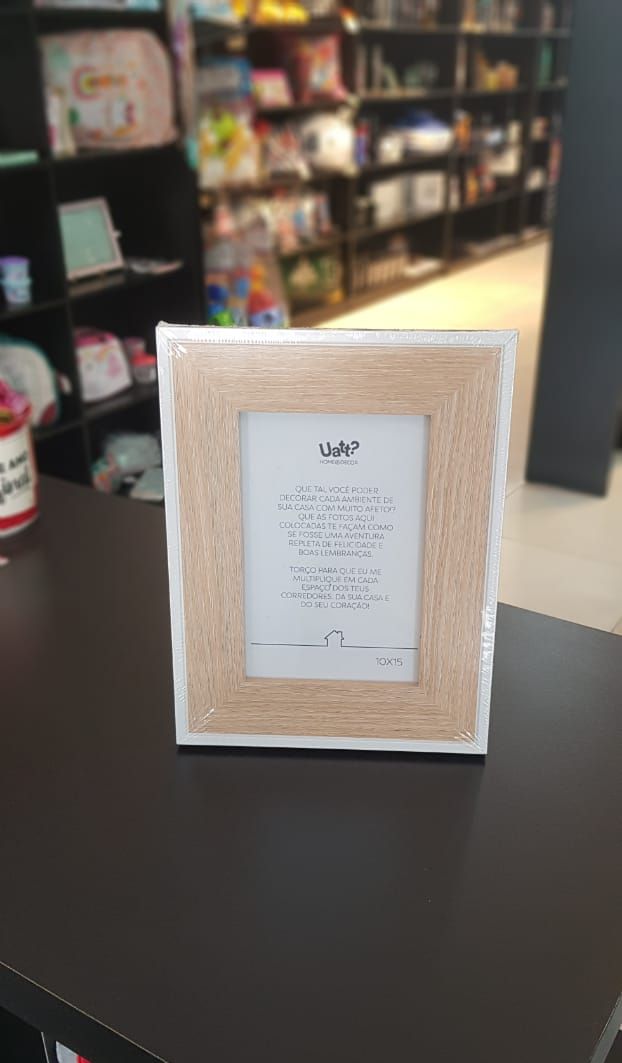 Uatt?
HOME&DECOR
QUE TAL VOCÊ PODER
DECORAR CADA AMBIENTE DE
SUA CASA COM MUITO AFETO!?
QUE AS FOTOS AQUI
COLOCADAS TE FAÇAM COMO
SE FOSSE UMA AVENTURA
REPLETA DE FELICIDADE E
BOAS LEMBRANÇAS.
TORÇO PARA QUE EU ME
MULTIPLIQUE EM CADA
ESPAÇO DOS TEUS
CORREDORES, DA SUA CASA E
DO SEU CORAÇÃO!
10X15